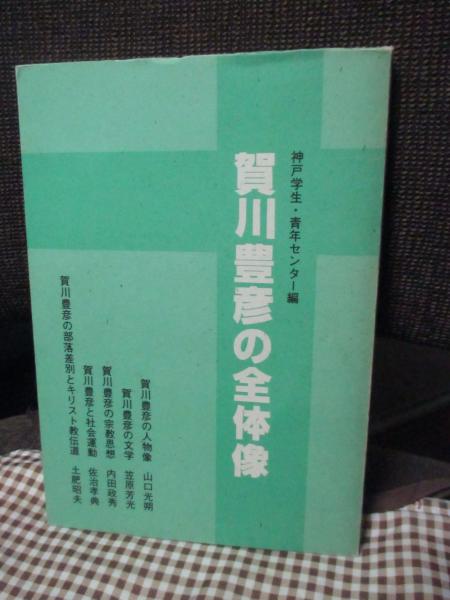 神戸学生・青年センター編
賀川豊彦の全体像
賀川豊彦の人物像 山口光朔
賀川豊彦の文学 笠原芳光
賀川豊彦の宗教思想 内田政秀
賀川豊彦と社会運動 佐治孝典
賀川豊彦の部落差別とキリスト教伝道 土肥昭夫